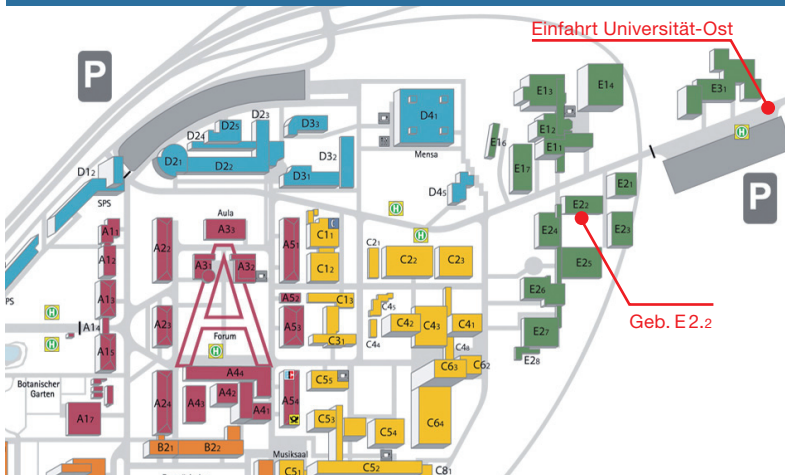 Einfahrt Universität-Ost
P
E1₃
E1₄
E3₁
D2₃
D2₅
D3₃
D4₁
D2₄
E1₂
H
E1₆
E1₁
D3₂
Mensa
D2₁
D2₂
E1₇
D1₂
D3₁
D4₅
E2₁
P
SPS
E2₂
H
Aula
A1₁
A2₂
A3₃
A5₁
C1₁
H
E2₄
E2₃
C2₁
A1₂
A3₁
A3₂
C1₂
C2₂
C2₃
E2₅
E2₆
PS
A1₃
A5₂
C1₃
C4₅
H
A1₄
A2₃
A5₃
C4₂
C4₃
C4₁
Geb. E 2.2
Forum
C3₁
C4₄
E2₇
H
H
A1₅
C4₈
E2₈
A4₄
C6₃
C6₂
Botanischer
Garten
C5₅
A2₄
A4₃
A4₂
A5₄
A4₁
A1₇
C5₃
C5₄
C6₄
B2₁
B2₂
Musiksaal
C5₁
C5₂
C8₁